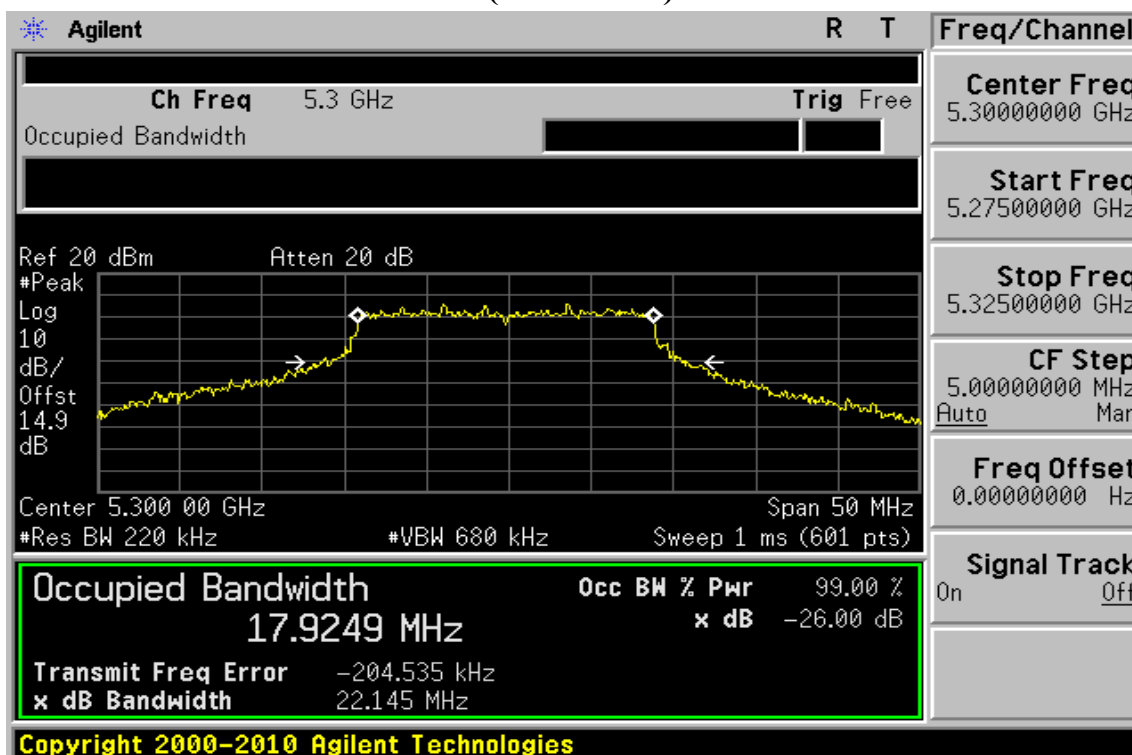 Agilent R T
Freq/Channel
Ch Freq 5.3 GHz Trig Free
Occupied Bandwidth
Center Freq
5.30000000 GHz
Start Freq
5.27500000 GHz
Stop Freq
5.32500000 GHz
CF Step
5.00000000 MHz
Auto Man
Freq Offset
0.00000000 Hz
Signal Track
On Off
Ref 20 dBm Atten 20 dB
#Peak
Log
10
dB/
Offst
14.9
dB
Center 5.300 00 GHz Span 50 MHz
#Res BW 220 kHz #VBW 680 kHz Sweep 1 ms (601 pts)
Occupied Bandwidth Occ BW % Pwr 99.00 %
17.9249 MHz x dB -26.00 dB
Transmit Freq Error -204.535 kHz
x dB Bandwidth 22.145 MHz
Copyright 2000-2010 Agilent Technologies